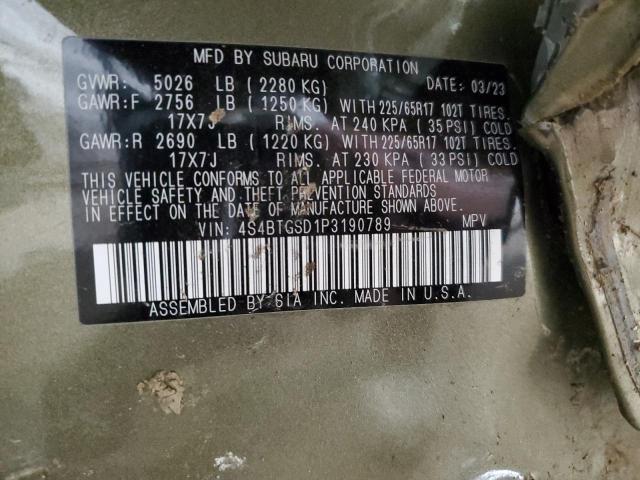 MFD BY SUBARU CORPORATION
GVWR: 5026 LB (2280 KG) DATE: 03/23
GAWR:F 2756 LB (1250 KG) WITH 225/65R17 102T TIRES.
17X7J RIMS. AT 240 KPA (35 PSI) COLD
GAWR:R 2690 LB (1220 KG) WITH 225/65R17 102T TIRES.
17X7J RIMS. AT 230 KPA (33 PSI) COLD
THIS VEHICLE CONFORMS TO ALL APPLICABLE FEDERAL MOTOR
VEHICLE SAFETY AND THEFT PREVENTION STANDARDS
IN EFFECT ON THE DATE OF MANUFACTURE SHOWN ABOVE.
VIN: 4S4BTGSD1P3190789 MPV
ASSEMBLED BY SIA INC. MADE IN U.S.A.